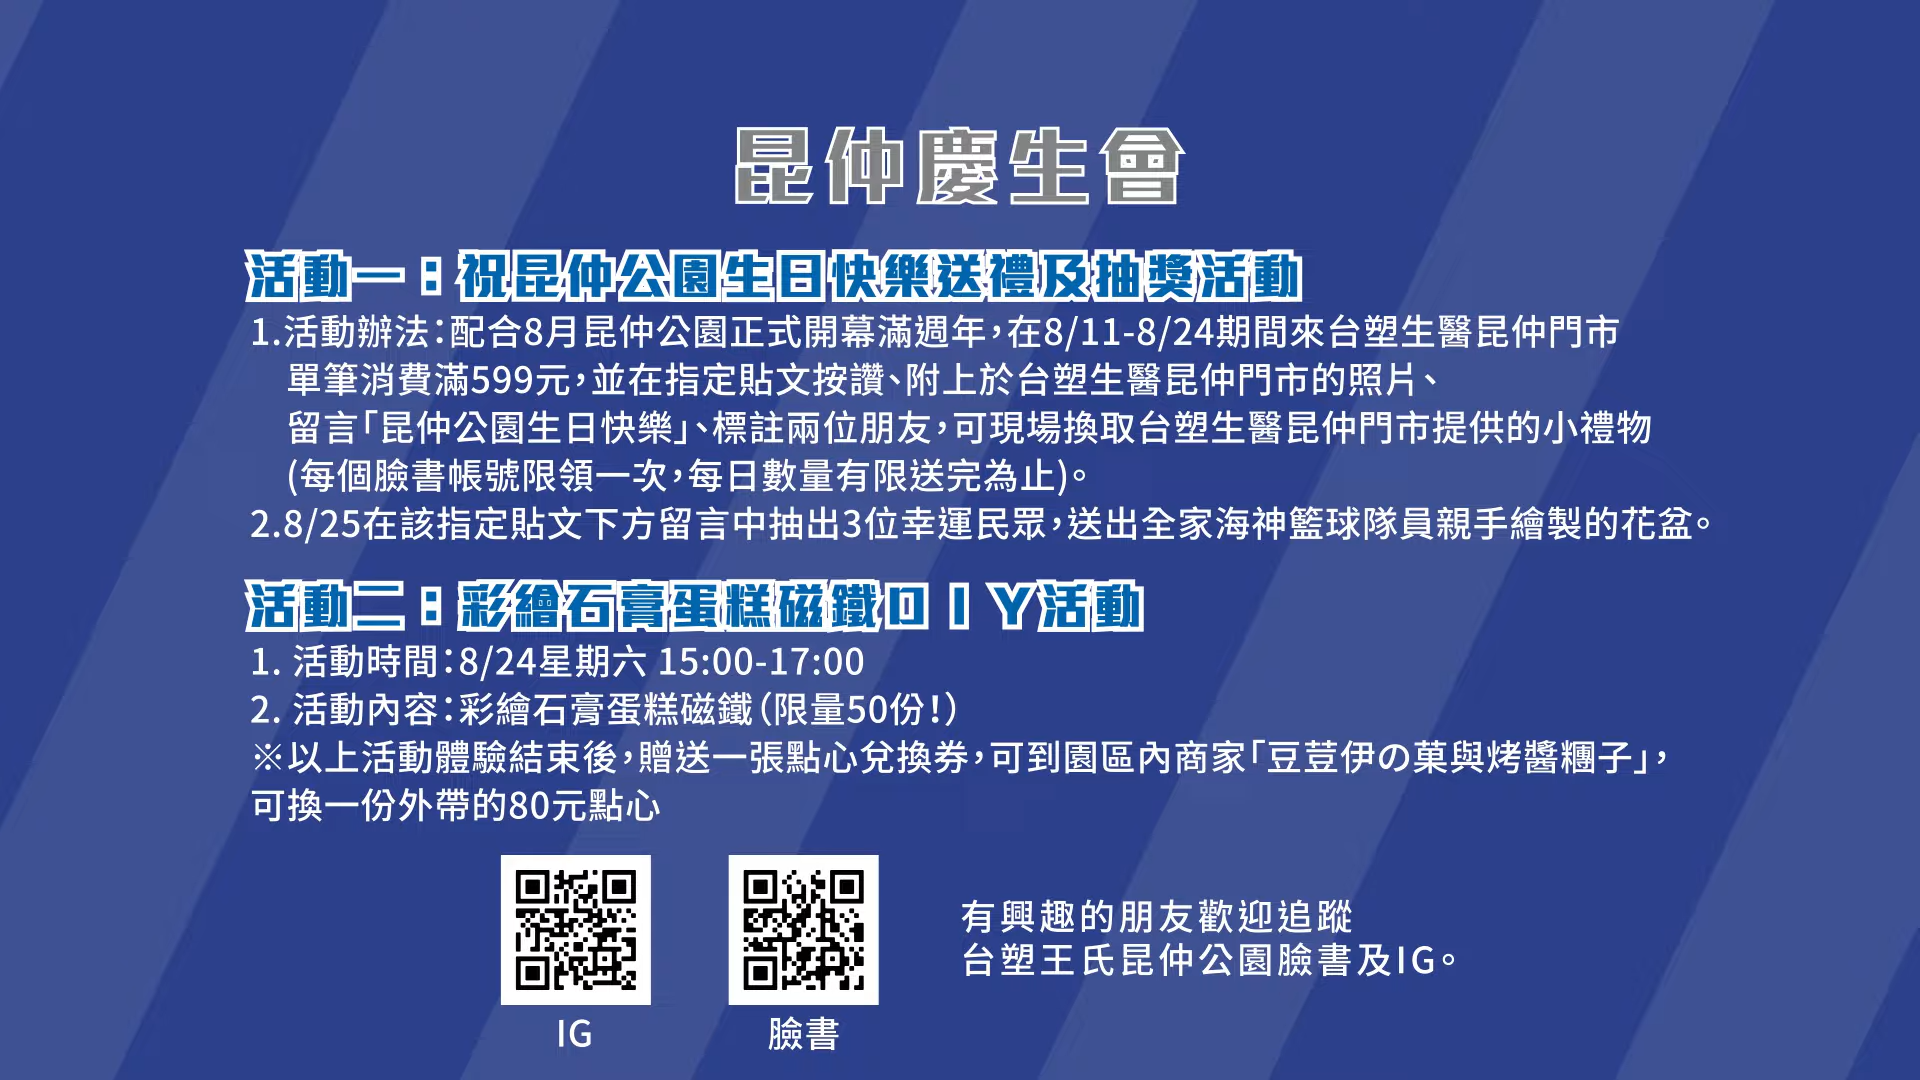 昆仲慶生會
活動一：祝昆仲公園生日快樂送禮及抽獎活動
1.活動辦法：配合8月昆仲公園正式開幕滿週年，在8/11-8/24期間來台塑生醫昆仲門市
單筆消費滿599元，並在指定貼文按讚、附上於台塑生醫昆仲門市的照片、
留言「昆仲公園生日快樂」、標註兩位朋友，可現場換取台塑生醫昆仲門市提供的小禮物
(每個臉書帳號限領一次，每日數量有限送完為止)。
2.8/25在該指定貼文下方留言中抽出3位幸運民眾，送出全家海神籃球隊員親手繪製的花盆。
活動二：彩繪石膏蛋糕磁鐵DIY活動
1. 活動時間：8/24星期六 15:00-17:00
2. 活動內容：彩繪石膏蛋糕磁鐵（限量50份！）
※以上活動體驗結束後，贈送一張點心兌換券，可到園區內商家「豆荳伊の菓與烤醬糰子」，
可換一份外帶的80元點心
有興趣的朋友歡迎追蹤
台塑王氏昆仲公園臉書及IG。
IG
臉書